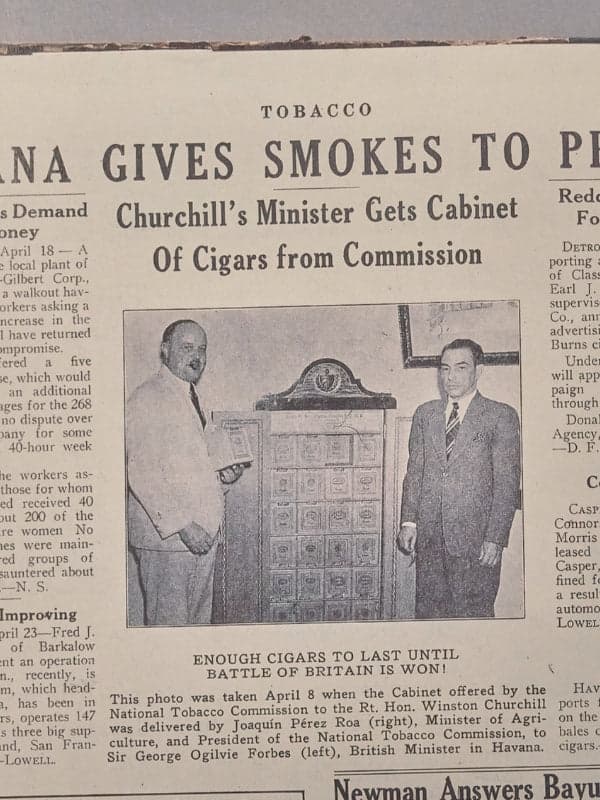 TOBACCO
ANA GIVES SMOKES TO PR
s Demand
oney
April 18 — A
e local plant of
-Gilbert Corp.,
a walkout hav-
orkers asking a
ncrease in the
l have returned
ompromise.
ered a five
se, which would
an additional
ages for the 268
no dispute over
pany for some
40-hour week
he workers as-
those for whom
ed received 40
out 200 of the
re women No
nes were main-
red groups of
sauntered about
.—N. S.
Improving
pril 23—Fred J.
of Barkalow
ent an operation
n., recently, is
m, which head-
a, has been in
rs, operates 147
s three big sup-
and, San Fran-
—LOWELL.
Churchill's Minister Gets Cabinet
Of Cigars from Commission
ENOUGH CIGARS TO LAST UNTIL
BATTLE OF BRITAIN IS WON!
This photo was taken April 8 when the Cabinet offered by the
National Tobacco Commission to the Rt. Hon. Winston Churchill
was delivered by Joaquín Pérez Roa (right), Minister of Agri-
culture, and President of the National Tobacco Commission, to
Sir George Ogilvie Forbes (left), British Minister in Havana.
Redd
Fo
DETRO
porting a
of Class
Earl J.
supervis
Co., ann
advertisi
Burns ci
Under
will app
paign
through
Donal
Agency,
—D. F.
Co
CASP
Connor
Morris
leased
Casper,
fined fo
a resul
automo
LOWEL
HAV
ports f
on the
bales o
cigars.
Newman Answers Bayu